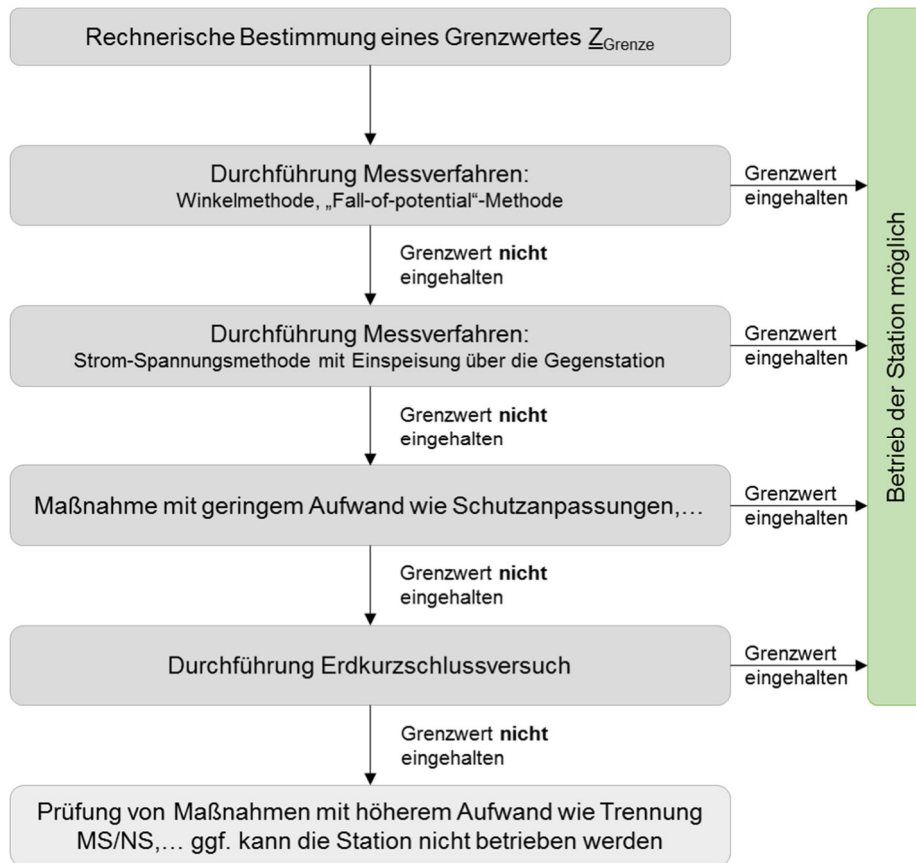 Rechnerische Bestimmung eines Grenzwertes Z_Grenze
Durchführung Messverfahren:
Winkelmethode, „Fall-of-potential“-Methode
Grenzwert
eingehalten
Grenzwert nicht
eingehalten
Durchführung Messverfahren:
Strom-Spannungsmethode mit Einspeisung über die Gegenstation
Grenzwert
eingehalten
Grenzwert nicht
eingehalten
Maßnahme mit geringem Aufwand wie Schutzanpassungen,…
Grenzwert
eingehalten
Grenzwert nicht
eingehalten
Durchführung Erdkurzschlussversuch
Grenzwert
eingehalten
Grenzwert nicht
eingehalten
Prüfung von Maßnahmen mit höherem Aufwand wie Trennung
MS/NS,… ggf. kann die Station nicht betrieben werden
Betrieb der Station möglich